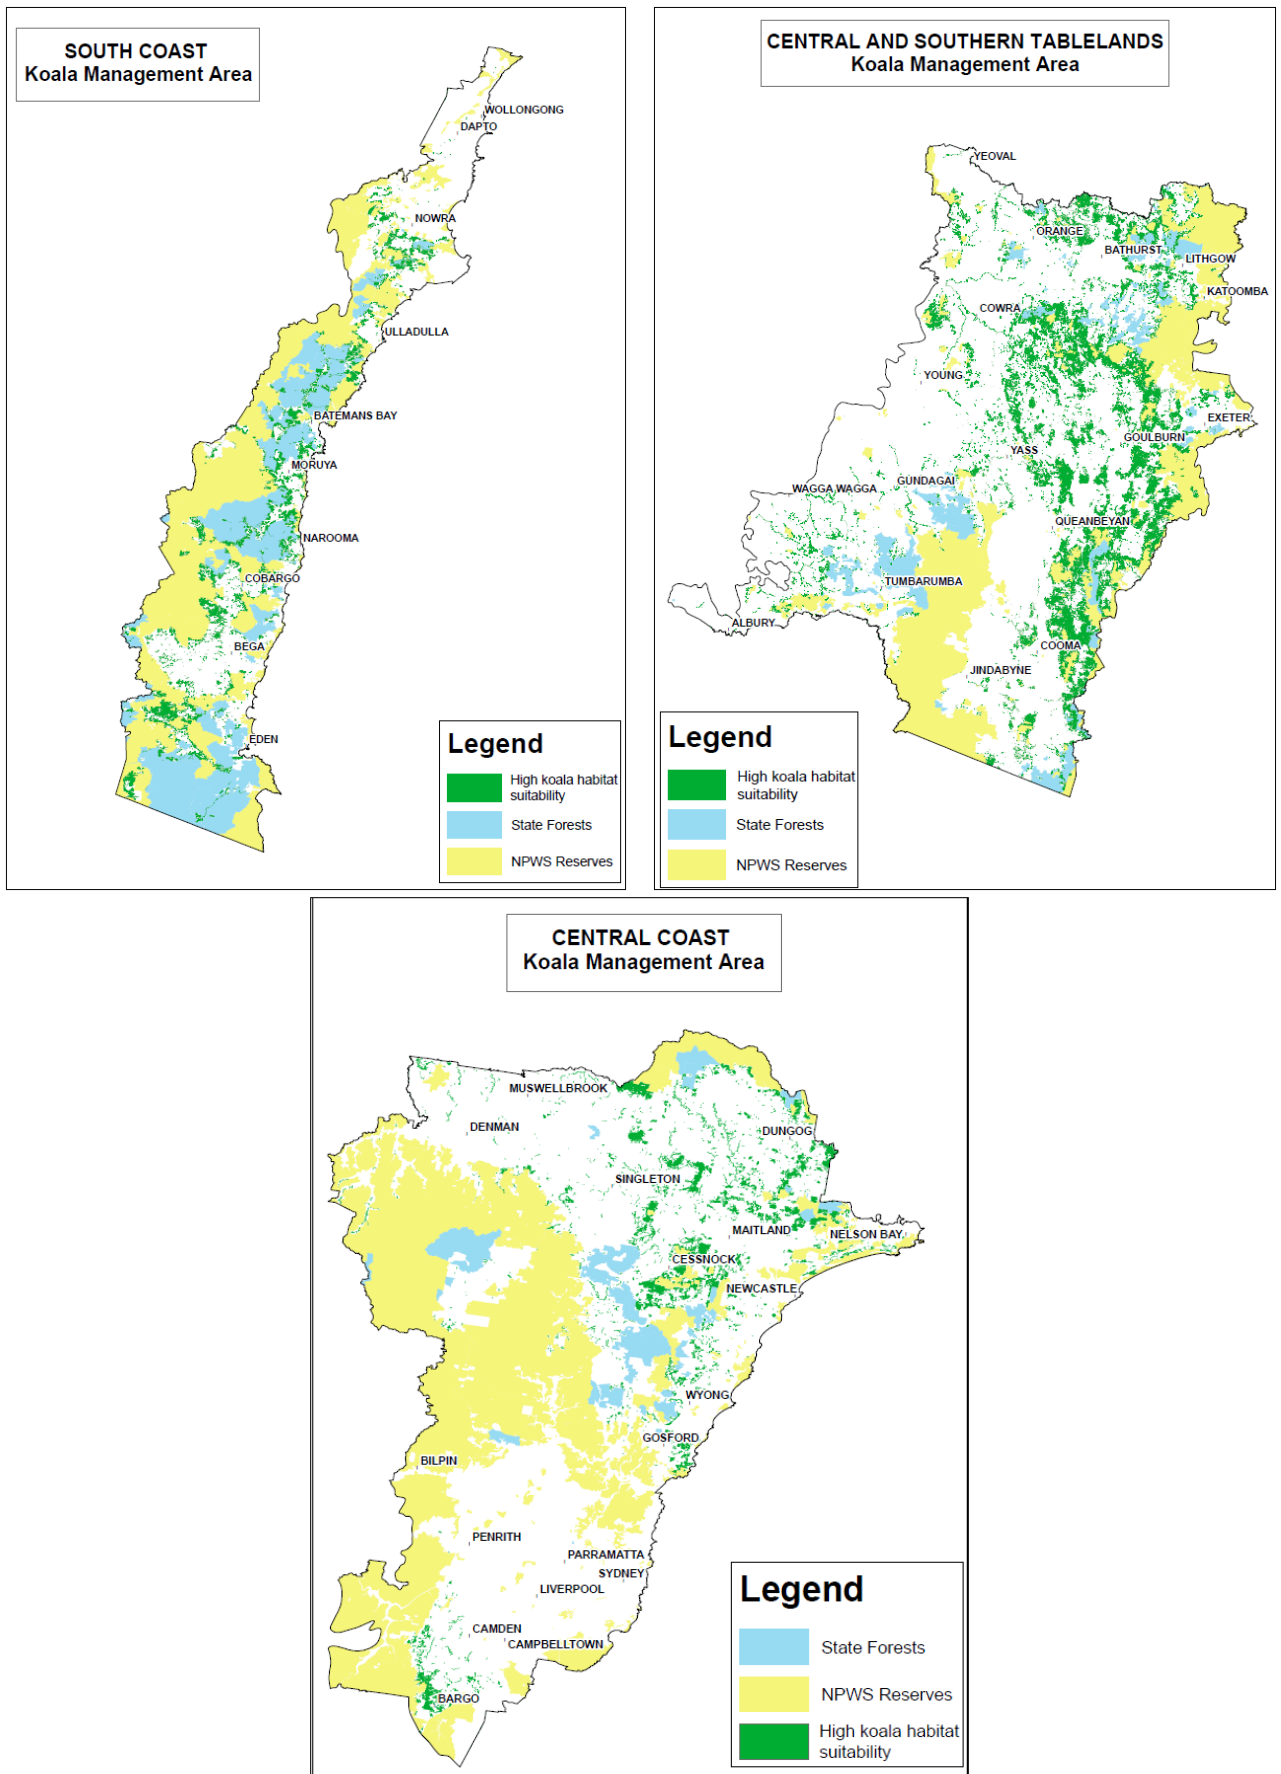 SOUTH COAST
Koala Management Area
WOLLONGONG
DAPTO
NOWRA
ULLADULLA
BATEMANS BAY
MORUYA
NAROOMA
COBARGO
BEGA
EDEN
Legend
High koala habitat
suitability
State Forests
NPWS Reserves
CENTRAL AND SOUTHERN TABLELANDS
Koala Management Area
YEOVAL
ORANGE
BATHURST
LITHGOW
KATOOMBA
COWRA
YOUNG
EXETER
GOULBURN
YASS
GUNDAGAI
WAGGA WAGGA
QUEANBEYAN
TUMBARUMBA
ALBURY
COOMA
JINDABYNE
Legend
High koala habitat
suitability
State Forests
NPWS Reserves
CENTRAL COAST
Koala Management Area
MUSWELLBROOK
DENMAN
DUNGOG
SINGLETON
MAITLAND
NELSON BAY
CESSNOCK
NEWCASTLE
WYONG
GOSFORD
BILPIN
PENRITH
PARRAMATTA
SYDNEY
LIVERPOOL
CAMDEN
CAMPBELLTOWN
BARGO
Legend
State Forests
NPWS Reserves
High koala habitat
suitability